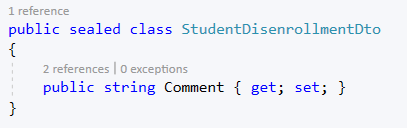 1 reference
public sealed class StudentDisenrollmentDto
{
2 references | 0 exceptions
public string Comment { get; set; }
}